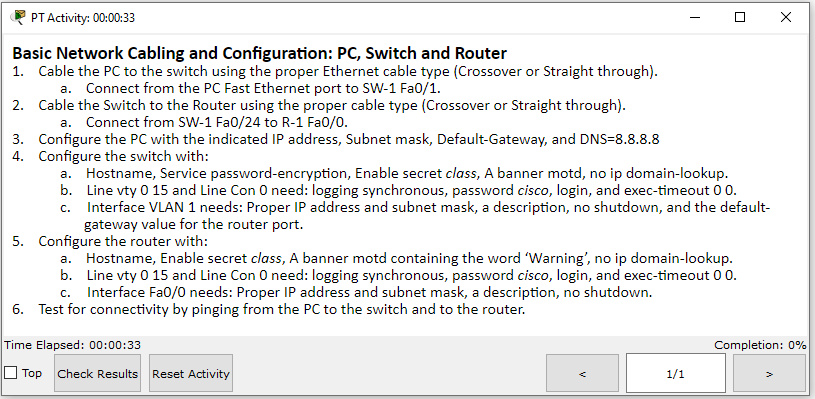 PT Activity: 00:00:33
Basic Network Cabling and Configuration: PC, Switch and Router
1. Cable the PC to the switch using the proper Ethernet cable type (Crossover or Straight through).
a. Connect from the PC Fast Ethernet port to SW-1 Fa0/1.
2. Cable the Switch to the Router using the proper cable type (Crossover or Straight through).
a. Connect from SW-1 Fa0/24 to R-1 Fa0/0.
3. Configure the PC with the indicated IP address, Subnet mask, Default-Gateway, and DNS=8.8.8.8
4. Configure the switch with:
a. Hostname, Service password-encryption, Enable secret class, A banner motd, no ip domain-lookup.
b. Line vty 0 15 and Line Con 0 need: logging synchronous, password cisco, login, and exec-timeout 0 0.
c. Interface VLAN 1 needs: Proper IP address and subnet mask, a description, no shutdown, and the default-
gateway value for the router port.
5. Configure the router with:
a. Hostname, Enable secret class, A banner motd containing the word ‘Warning’, no ip domain-lookup.
b. Line vty 0 15 and Line Con 0 need: logging synchronous, password cisco, login, and exec-timeout 0 0.
c. Interface Fa0/0 needs: Proper IP address and subnet mask, a description, no shutdown.
6. Test for connectivity by pinging from the PC to the switch and to the router.
Time Elapsed: 00:00:33 Completion: 0%
Top Check Results Reset Activity < 1/1 >